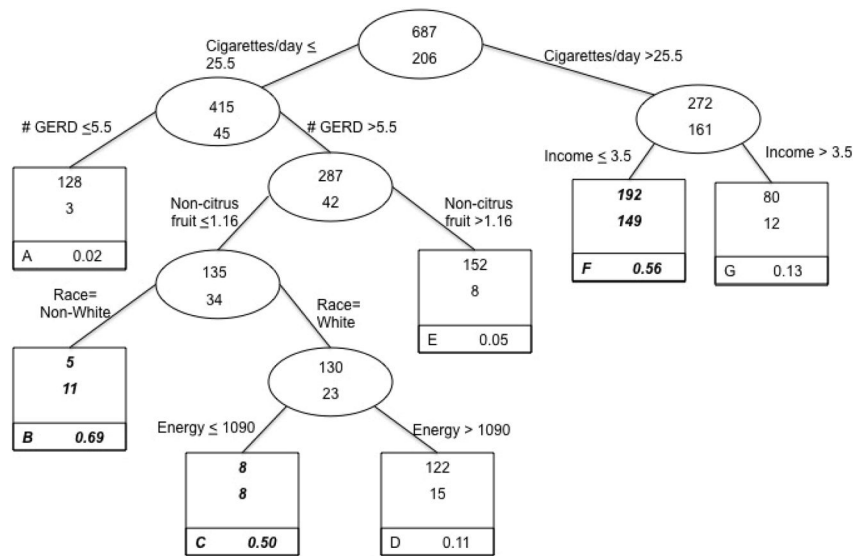 687
206
Cigarettes/day ≤
25.5
Cigarettes/day >25.5
415
45
272
161
# GERD ≤5.5
# GERD >5.5
Income ≤ 3.5
Income > 3.5
128
3
A 0.02
287
42
192
149
F 0.56
80
12
G 0.13
Non-citrus
fruit ≤1.16
Non-citrus
fruit >1.16
135
34
152
8
E 0.05
Race=
Non-White
Race=
White
5
11
B 0.69
130
23
Energy ≤ 1090
Energy > 1090
8
8
C 0.50
122
15
D 0.11